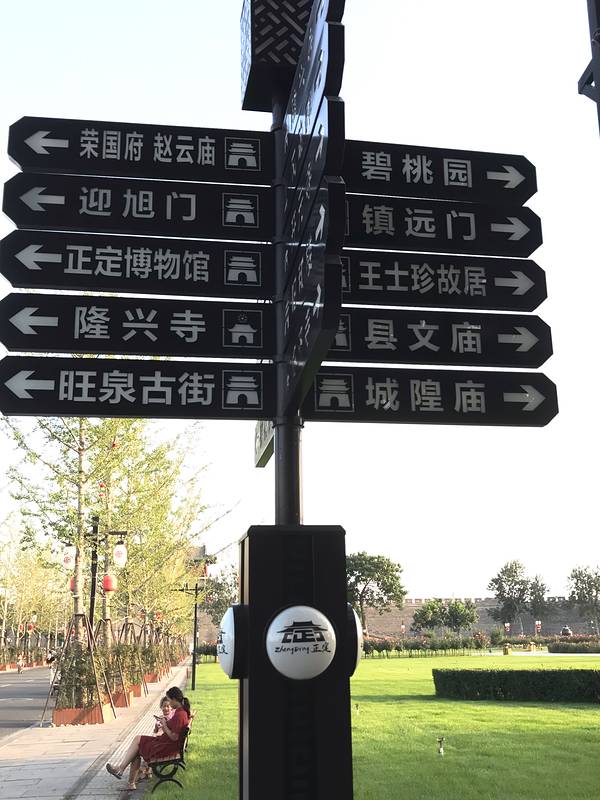 荣国府 赵云庙
迎旭门
正定博物馆
隆兴寺
旺泉古街
碧桃园
镇远门
王士珍故居
县文庙
城隍庙
ZhengDing 正定